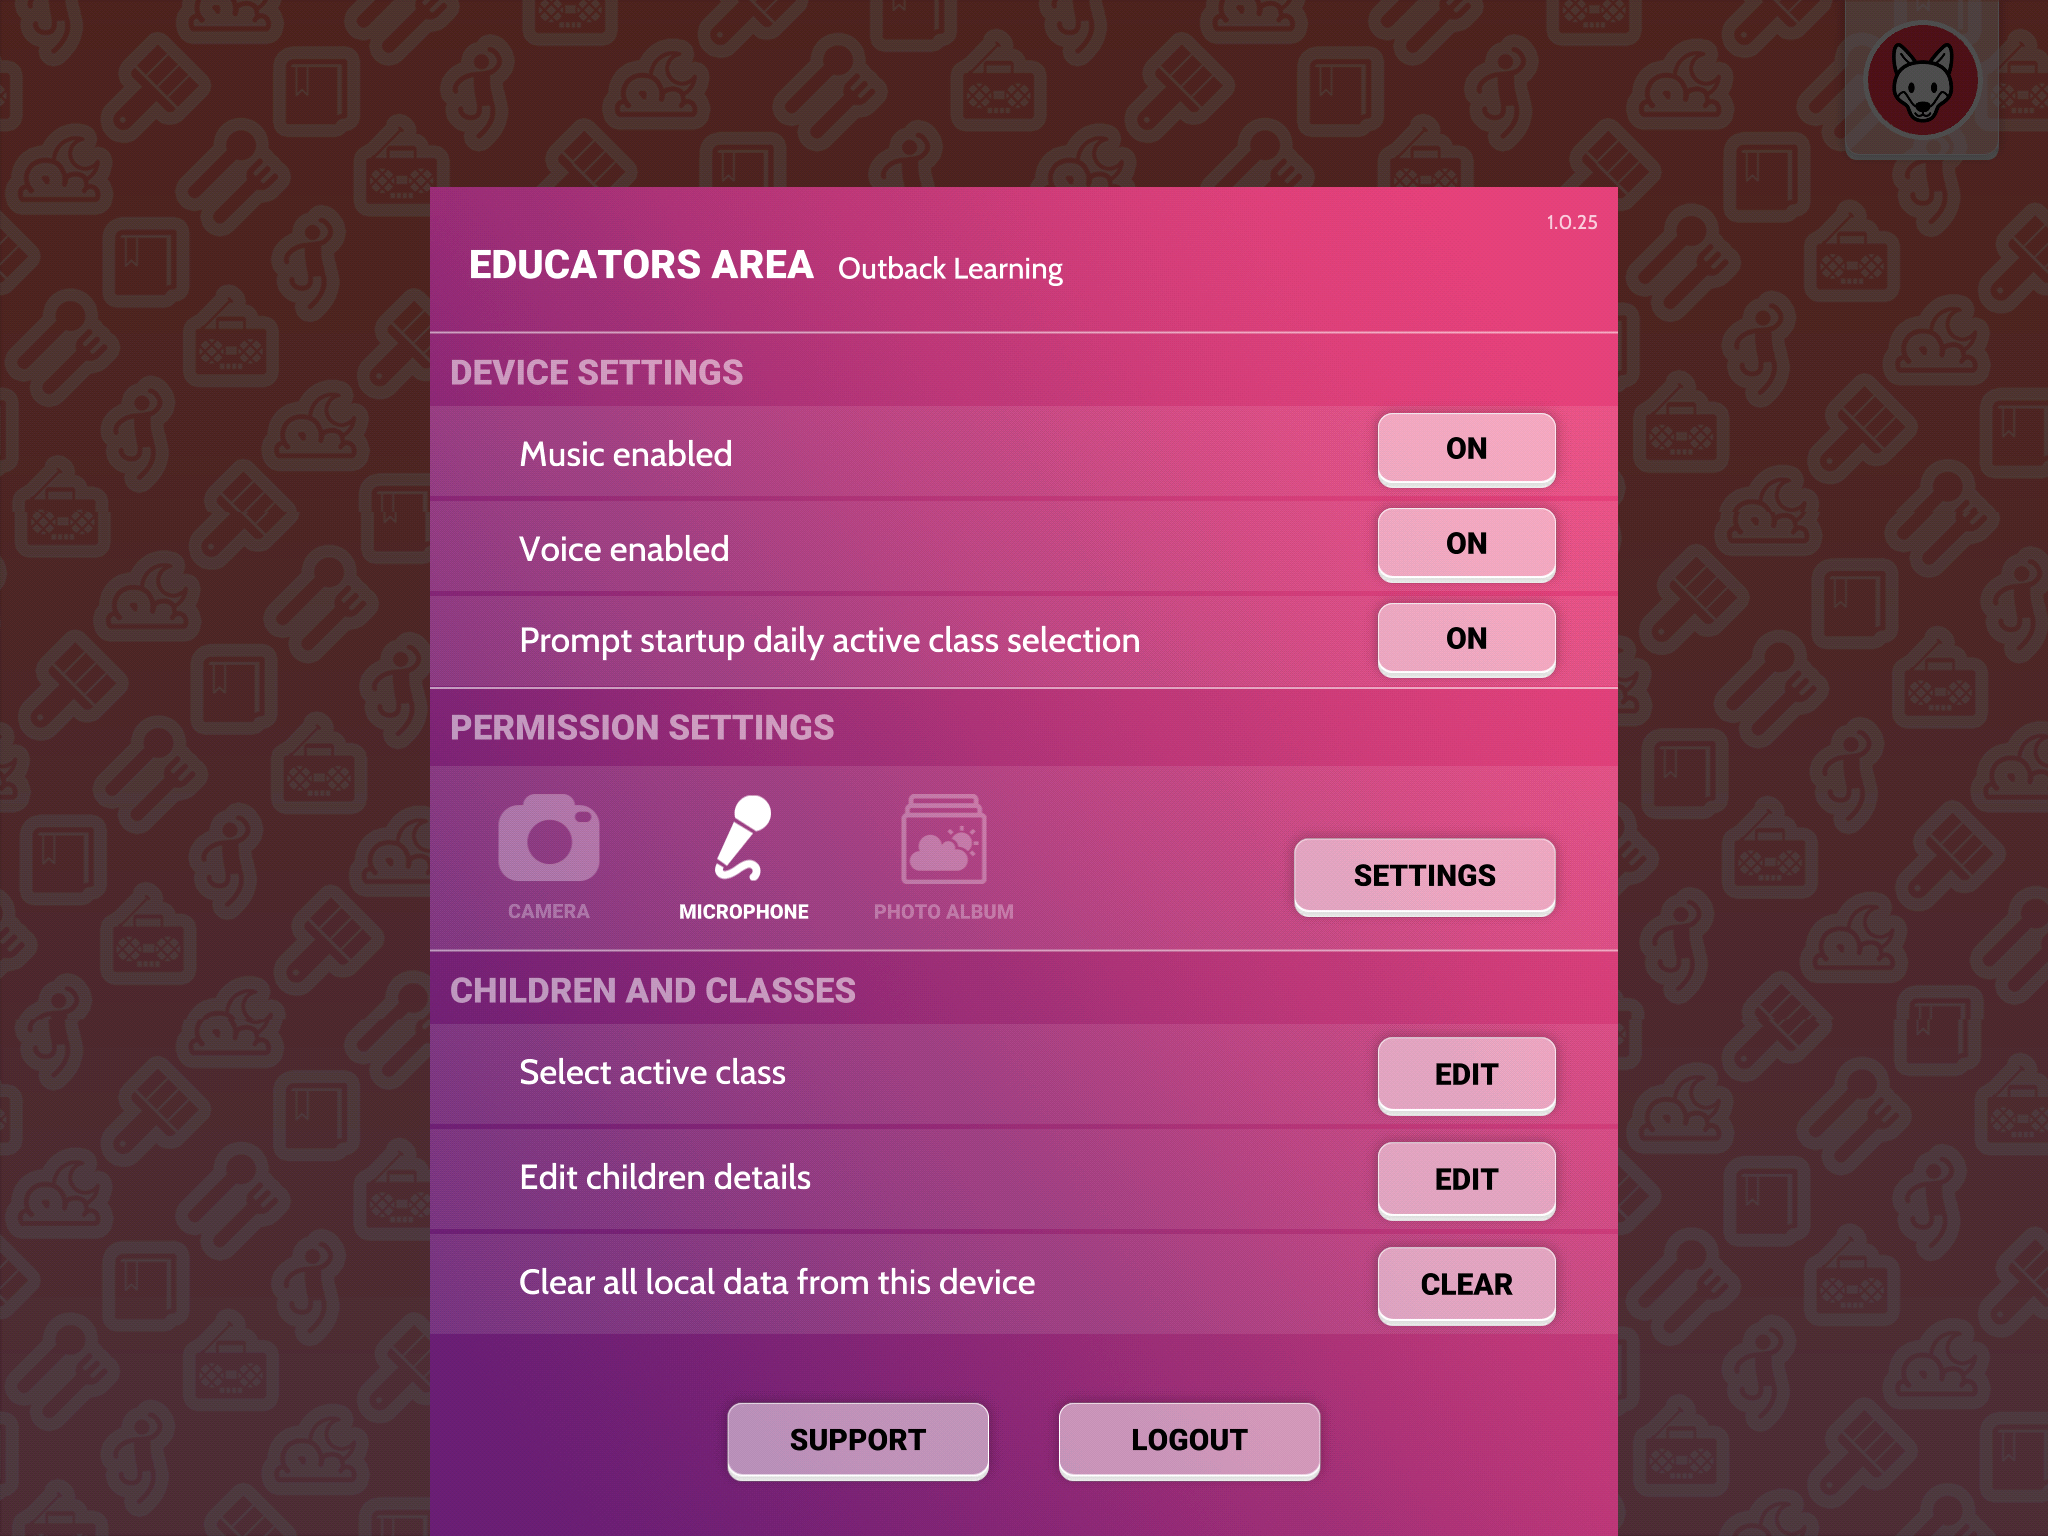 1.0.25
EDUCATORS AREA Outback Learning
DEVICE SETTINGS
Music enabled ON
Voice enabled ON
Prompt startup daily active class selection ON
PERMISSION SETTINGS
CAMERA MICROPHONE PHOTO ALBUM SETTINGS
CHILDREN AND CLASSES
Select active class EDIT
Edit children details EDIT
Clear all local data from this device CLEAR
SUPPORT LOGOUT